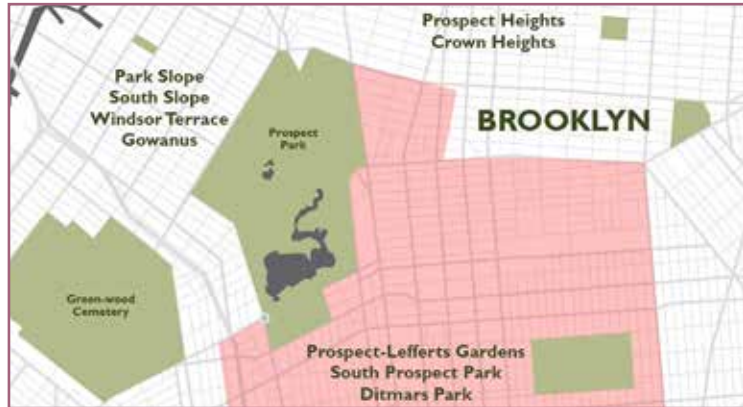 Prospect Heights
Crown Heights
Park Slope
South Slope
Windsor Terrace
Gowanus
BROOKLYN
Prospect
Park
Green-wood
Cemetery
Prospect-Lefferts Gardens
South Prospect Park
Ditmars Park